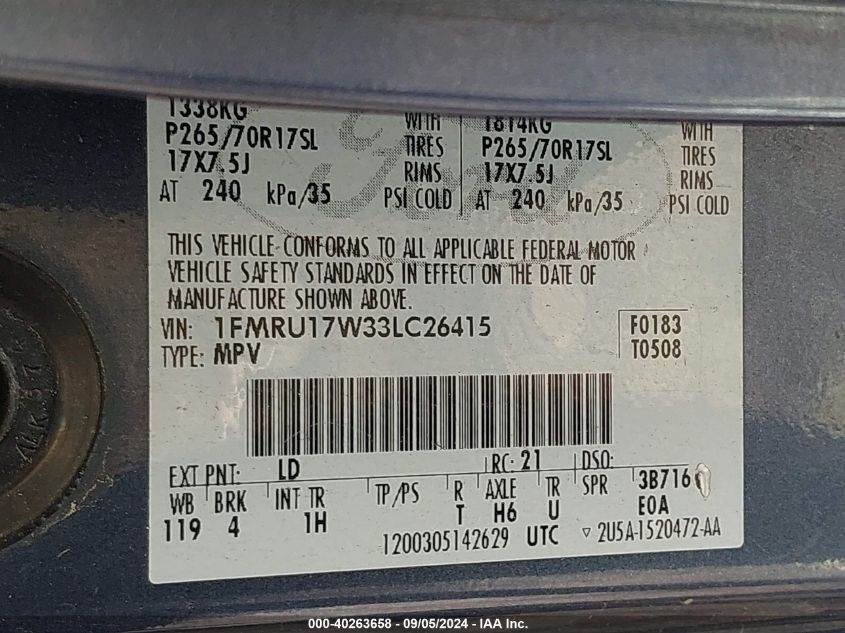 1338KG WITH 1814KG WITH
P265/70R17SL TIRES P265/70R17SL TIRES
17X7.5J RIMS 17X7.5J RIMS
AT 240 kPa/35 PSI COLD AT 240 kPa/35 PSI COLD
Ford
THIS VEHICLE CONFORMS TO ALL APPLICABLE FEDERAL MOTOR
VEHICLE SAFETY STANDARDS IN EFFECT ON THE DATE OF
MANUFACTURE SHOWN ABOVE.
VIN: 1FMRU17W33LC26415 F0183
TYPE: MPV T0508
EXT PNT: LD RC: 21 DSO:
WB BRK INT TR TP/PS R AXLE TR SPR 3B716
119 4 1H T H6 U E0A
1200305142629 UTC ▽ 2U5A-1520472-AA
ALK 57
000-40263658 - 09/05/2024 - IAA Inc.